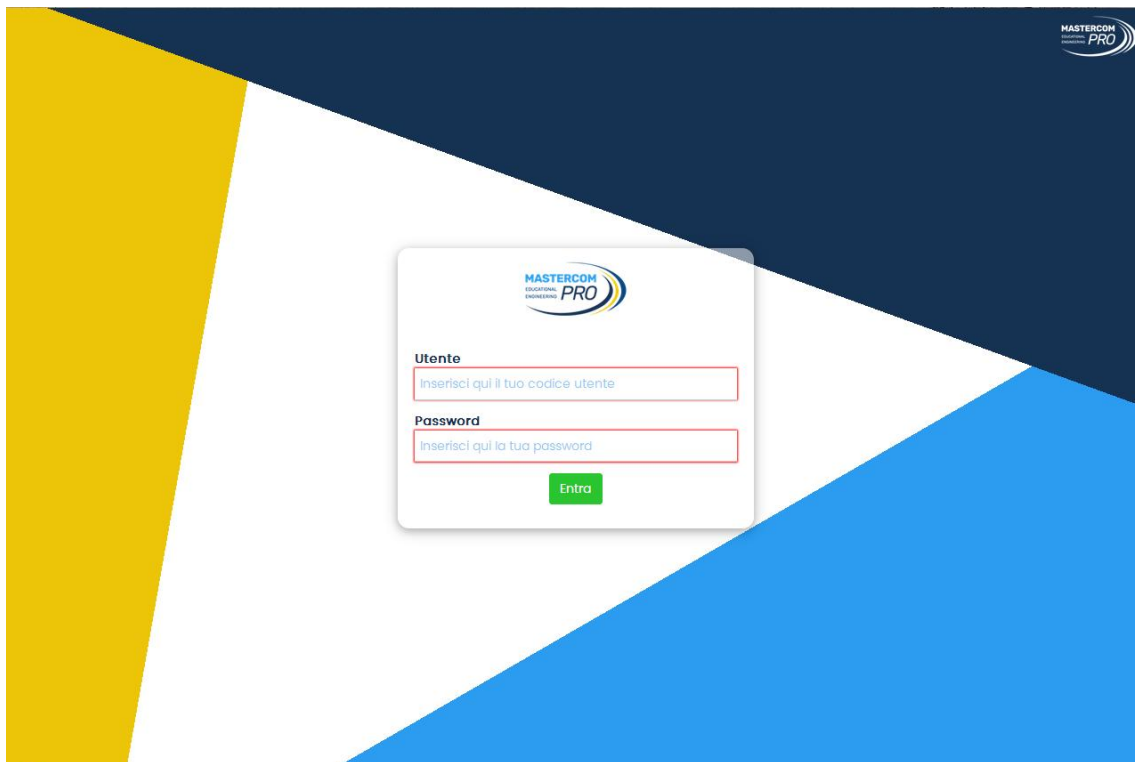 MASTERCOM
PRO
MASTERCOM
EDUCATIONAL
ENGINEERING PRO
Utente
Inserisci qui il tuo codice utente
Password
Inserisci qui la tua password
Entra